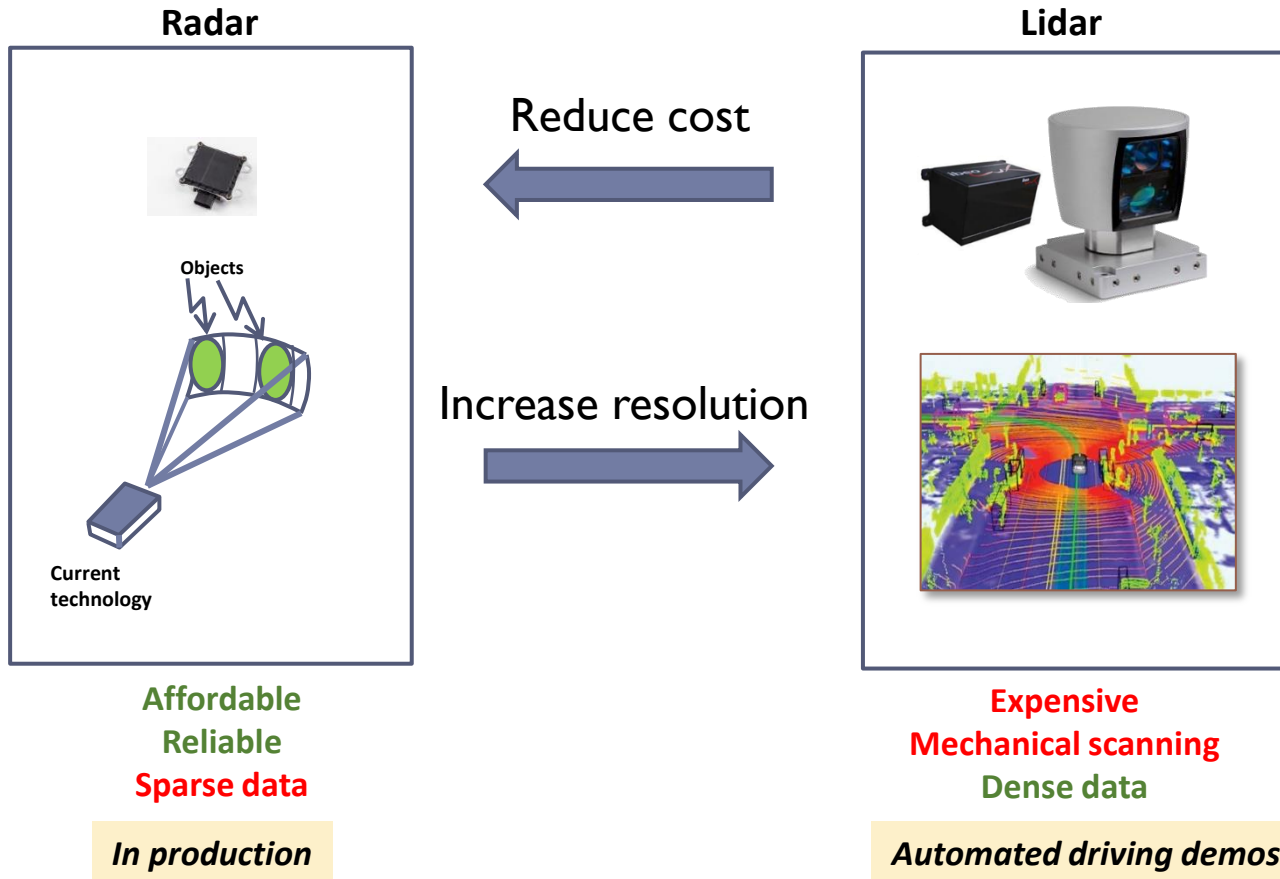 Radar
Objects
Current
technology
Affordable
Reliable
Sparse data
In production
Reduce cost
Increase resolution
Lidar
ibeo
Expensive
Mechanical scanning
Dense data
Automated driving demos